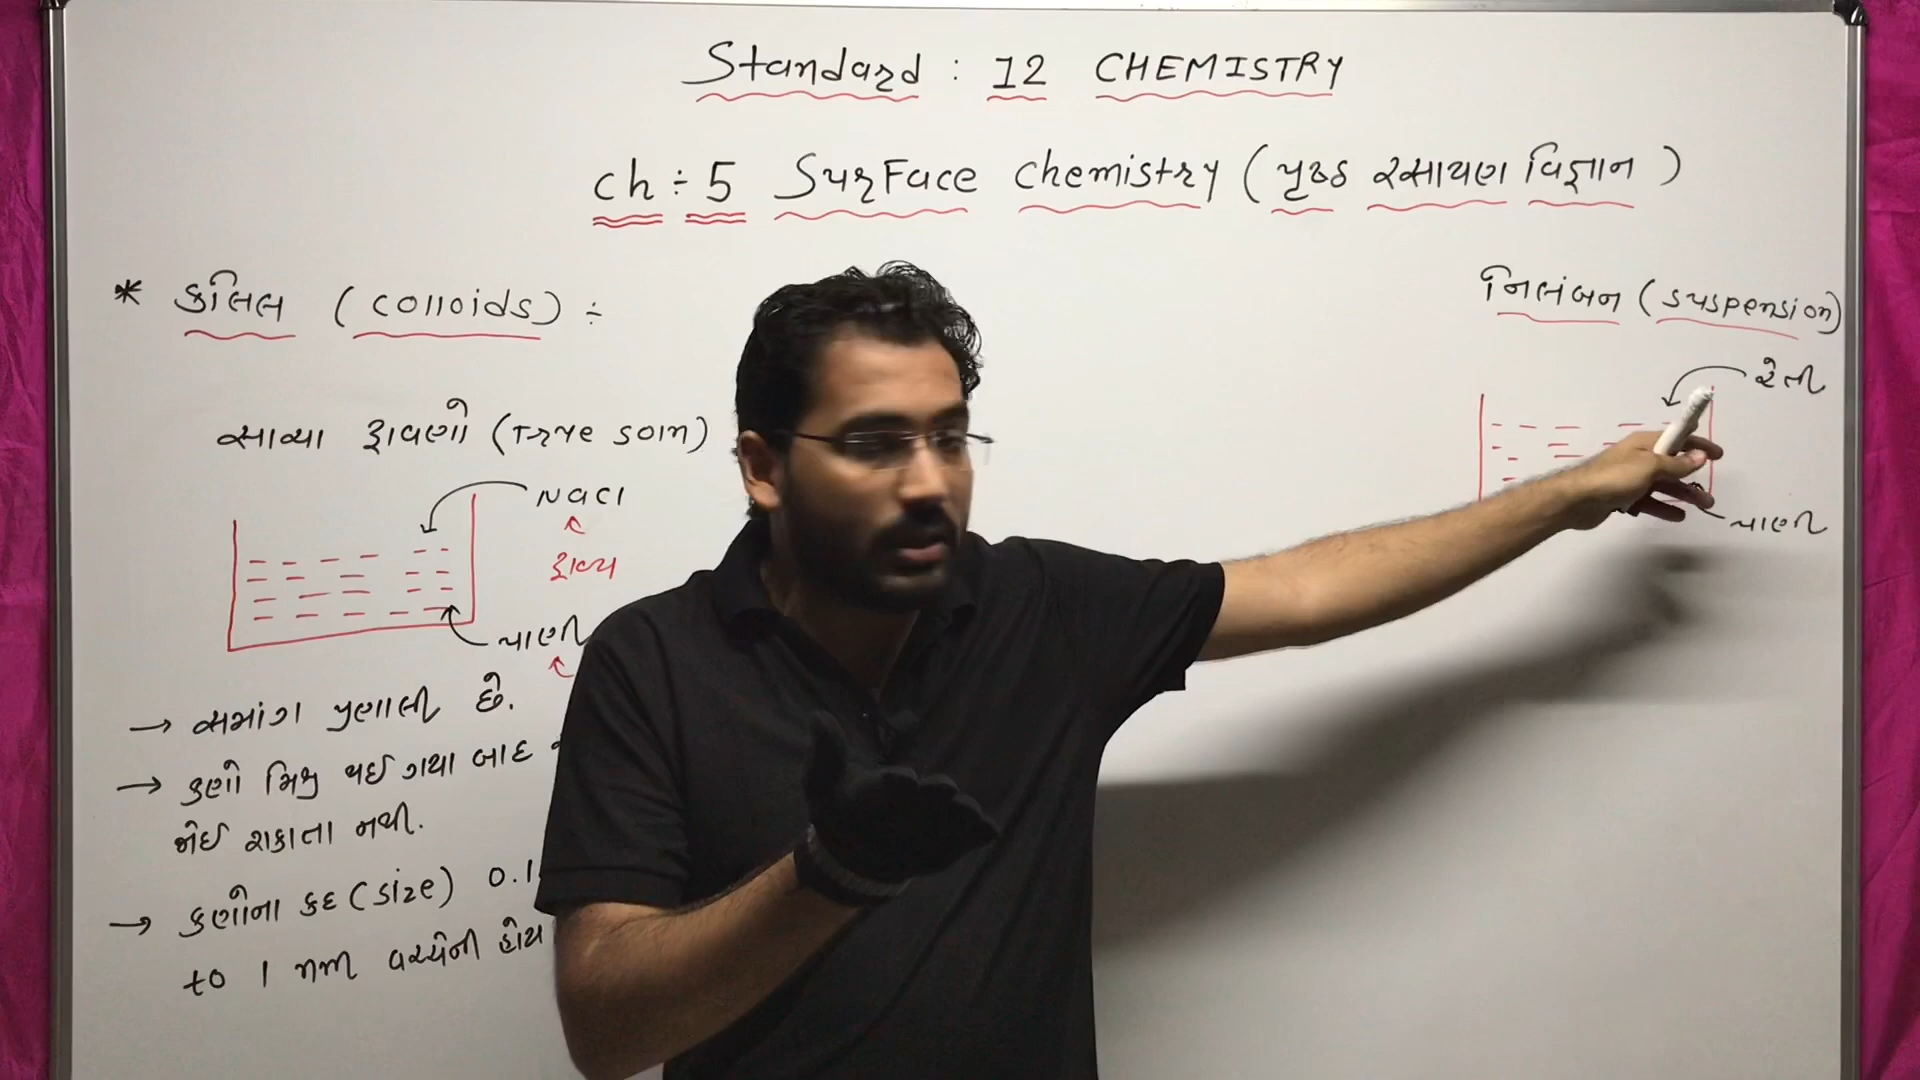 Standard : 12 CHEMISTRY
ch ÷ 5 Surface chemistry (પૃષ્ઠ રસાયણ વિજ્ઞાન)
* કલિલ (colloids) ÷
નિલંબન (suspension)
રેતી
પાણી
સાચા દ્રાવણો (True soln)
NaCl
દ્રાવ્ય
પાણી
→ સમાંગ પ્રણાલી છે.
→ કણો મિશ્ર થઈ ગયા બાદ
જોઈ શકાતા નથી.
→ કણોના કદ (size) 0.1
to 1 nm વચ્ચેની હોય